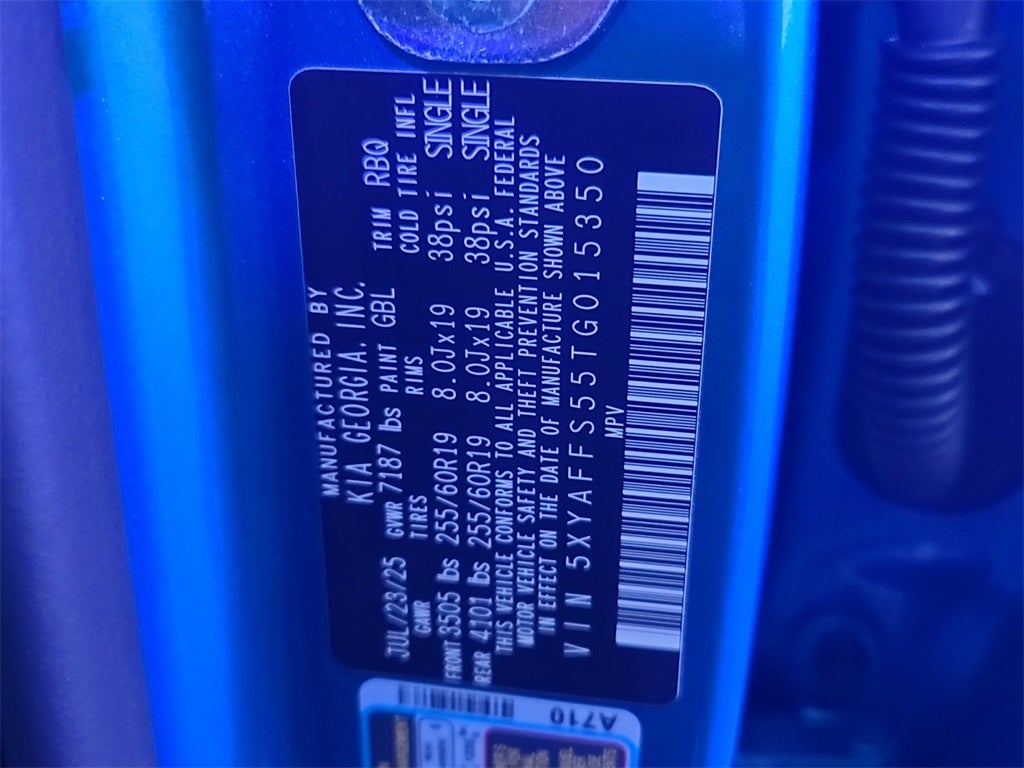 MANUFACTURED BY
KIA GEORGIA, INC.
JUL/23/25 GVWR 7187 lbs PAINT GBL TRIM RBQ
GAWR TIRES RIMS COLD TIRE INFL
FRONT 3505 lbs 255/60R19 8.0Jx19 38psi SINGLE
REAR 4101 lbs 255/60R19 8.0Jx19 38psi SINGLE
THIS VEHICLE CONFORMS TO ALL APPLICABLE U.S.A. FEDERAL
MOTOR VEHICLE SAFETY AND THEFT PREVENTION STANDARDS
IN EFFECT ON THE DATE OF MANUFACTURE SHOWN ABOVE
VIN 5XYAFFS55TG015350
MPV
A710